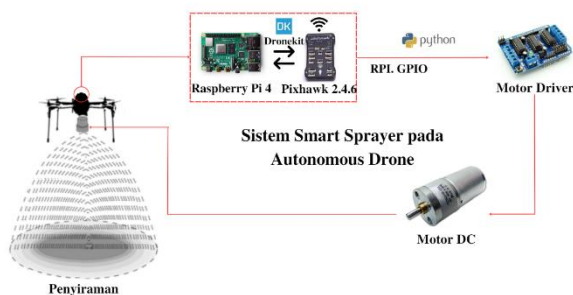 DK
Dronekit
Raspberry Pi 4
Pixhawk 2.4.6
python
RPI. GPIO
Motor Driver
Sistem Smart Sprayer pada
Autonomous Drone
Motor DC
Penyiraman